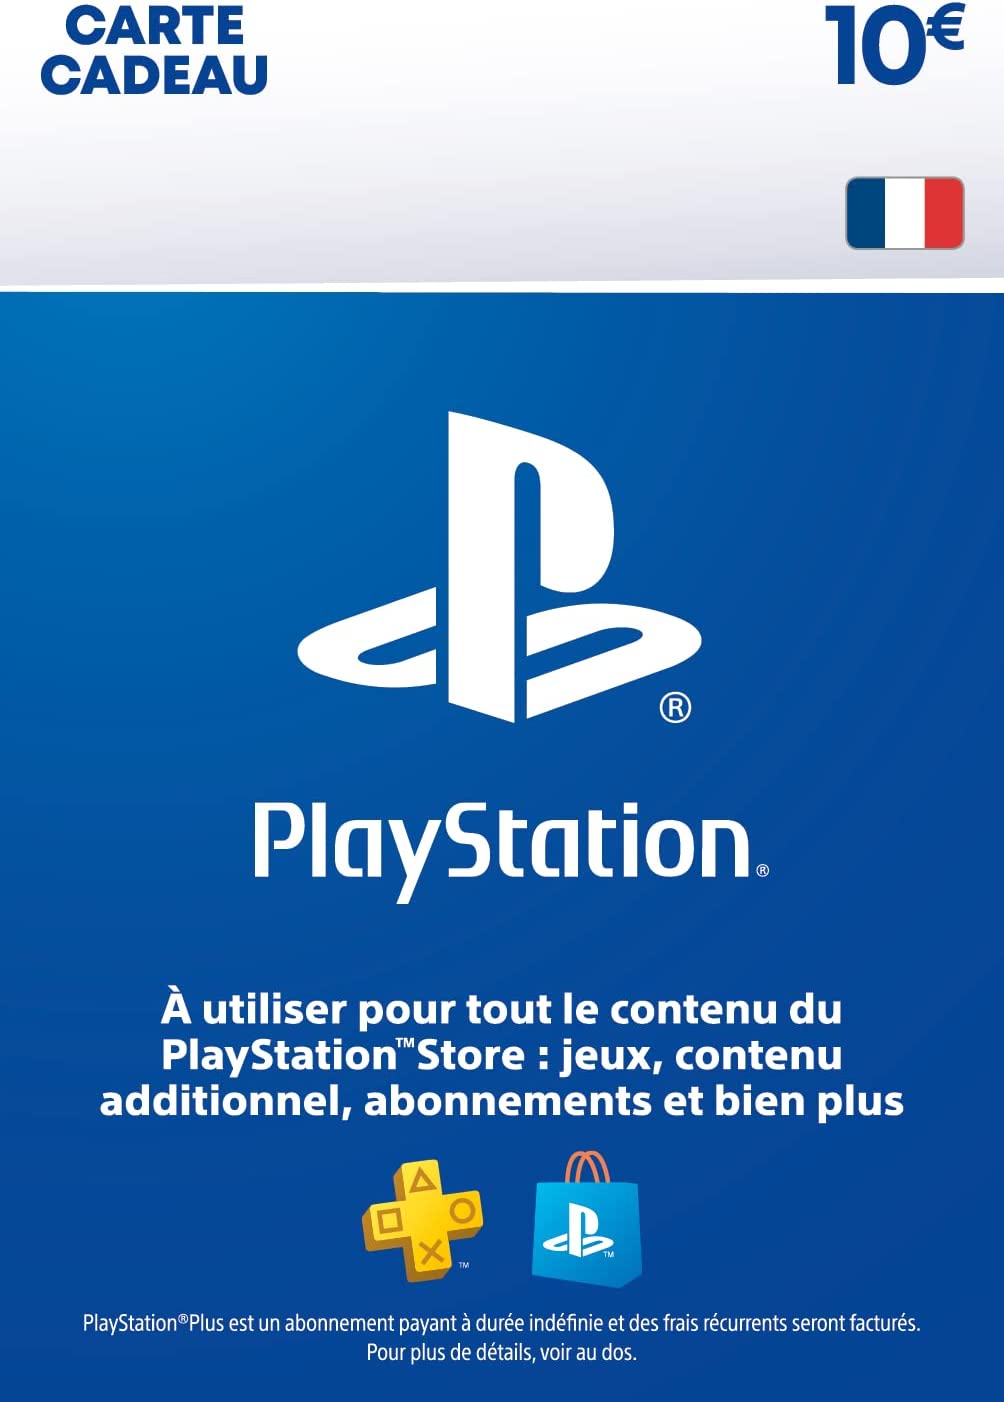 CARTE
CADEAU
10€
®
PlayStation®
À utiliser pour tout le contenu du
PlayStation™Store : jeux, contenu
additionnel, abonnements et bien plus
TM
TM
PlayStation®Plus est un abonnement payant à durée indéfinie et des frais récurrents seront facturés.
Pour plus de détails, voir au dos.